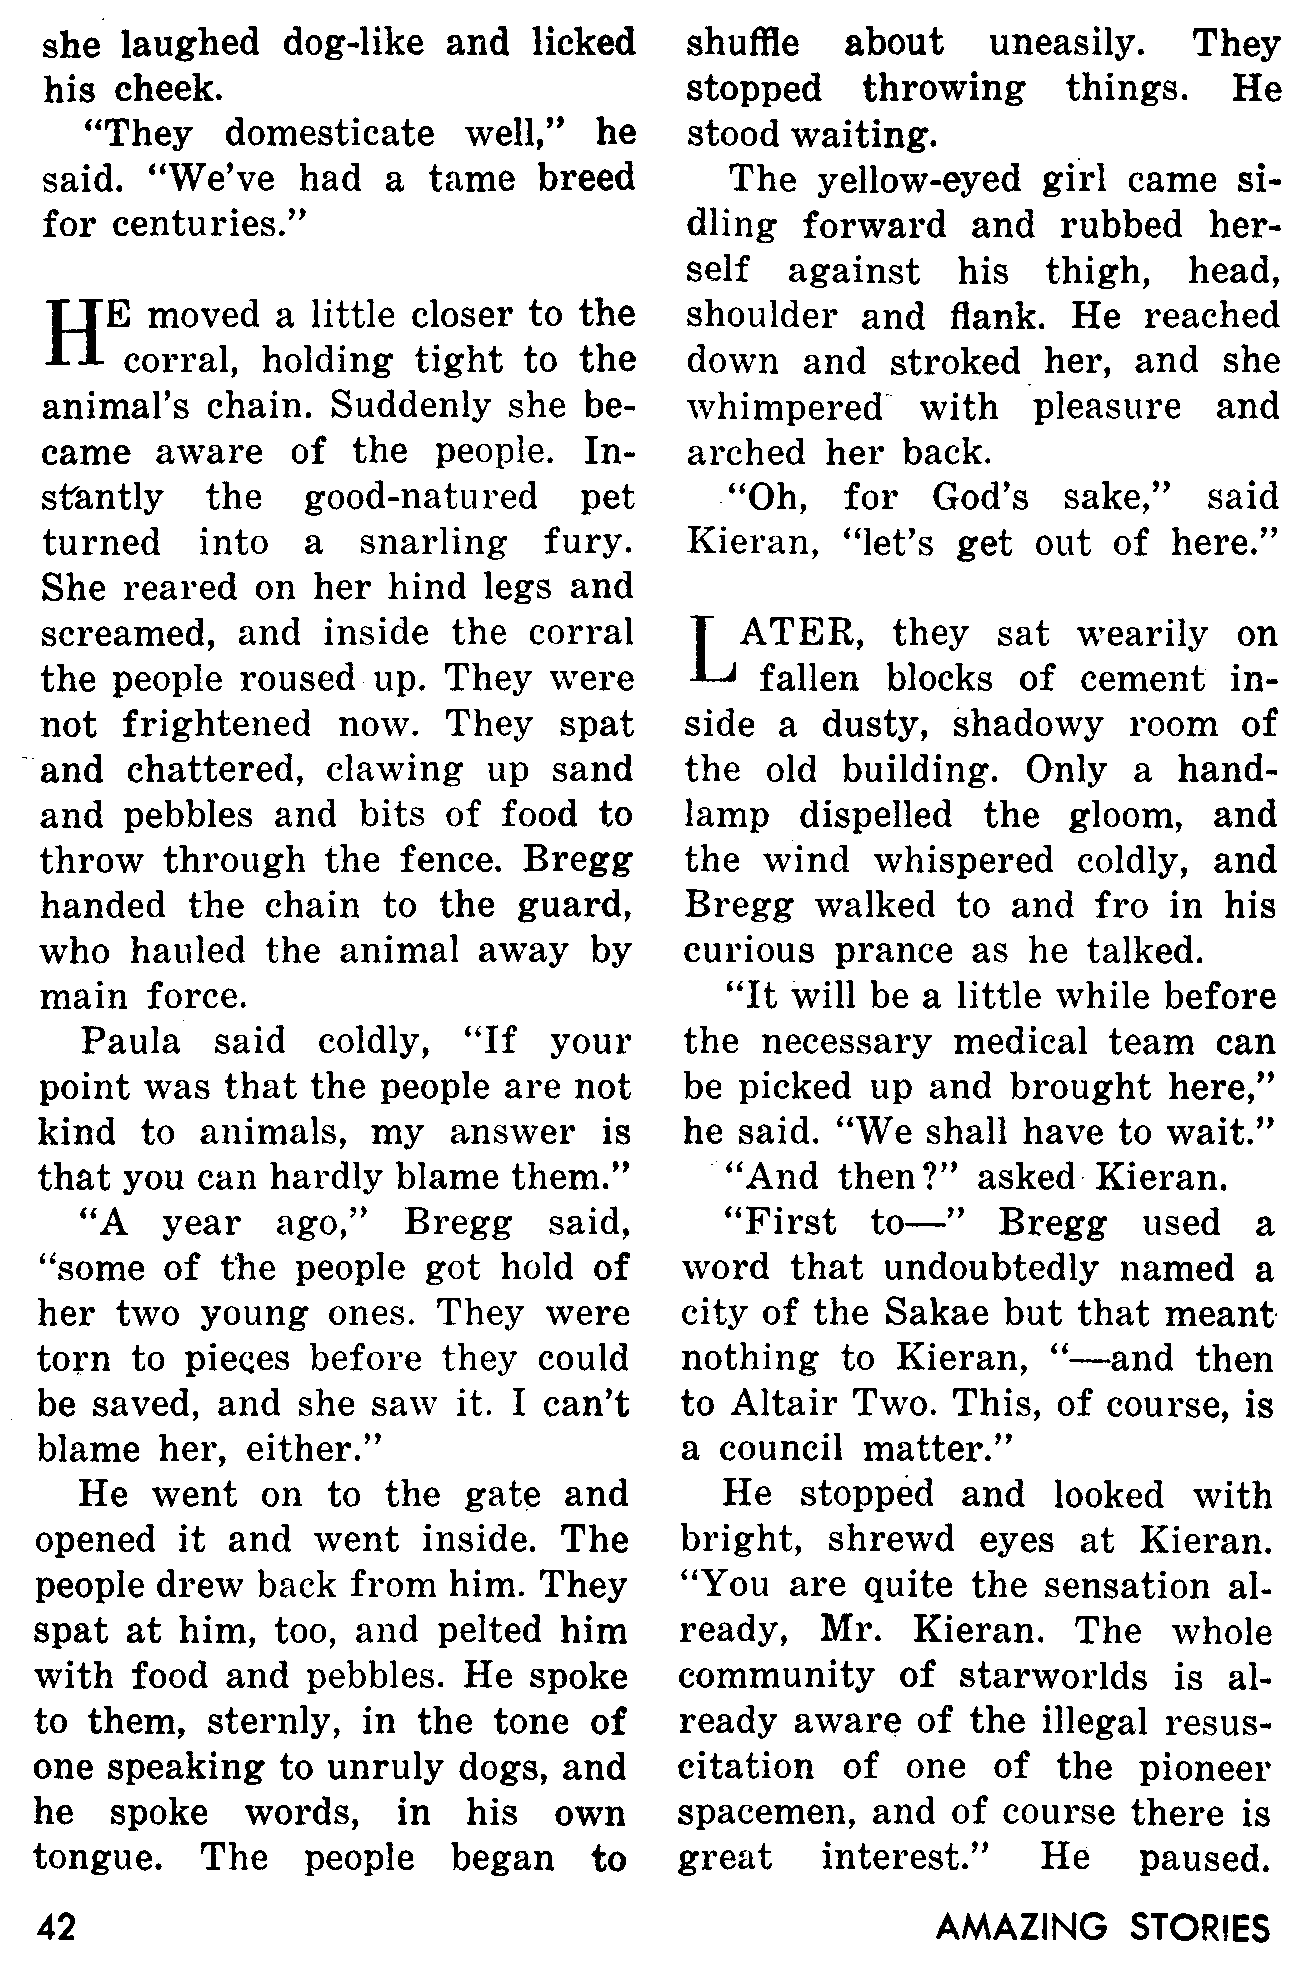 she laughed dog-like and licked
his cheek.
"They domesticate well," he
said. "We've had a tame breed
for centuries."
HE moved a little closer to the
corral, holding tight to the
animal's chain. Suddenly she be-
came aware of the people. In-
stantly the good-natured pet
turned into a snarling fury.
She reared on her hind legs and
screamed, and inside the corral
the people roused up. They were
not frightened now. They spat
and chattered, clawing up sand
and pebbles and bits of food to
throw through the fence. Bregg
handed the chain to the guard,
who hauled the animal away by
main force.
Paula said coldly, "If your
point was that the people are not
kind to animals, my answer is
that you can hardly blame them."
"A year ago," Bregg said,
"some of the people got hold of
her two young ones. They were
torn to pieces before they could
be saved, and she saw it. I can't
blame her, either."
He went on to the gate and
opened it and went inside. The
people drew back from him. They
spat at him, too, and pelted him
with food and pebbles. He spoke
to them, sternly, in the tone of
one speaking to unruly dogs, and
he spoke words, in his own
tongue. The people began to
shuffle about uneasily. They
stopped throwing things. He
stood waiting.
The yellow-eyed girl came si-
dling forward and rubbed her-
self against his thigh, head,
shoulder and flank. He reached
down and stroked her, and she
whimpered with pleasure and
arched her back.
"Oh, for God's sake," said
Kieran, "let's get out of here."
LATER, they sat wearily on
fallen blocks of cement in-
side a dusty, shadowy room of
the old building. Only a hand-
lamp dispelled the gloom, and
the wind whispered coldly, and
Bregg walked to and fro in his
curious prance as he talked.
"It will be a little while before
the necessary medical team can
be picked up and brought here,"
he said. "We shall have to wait."
"And then?" asked Kieran.
"First to—" Bregg used a
word that undoubtedly named a
city of the Sakae but that meant
nothing to Kieran, "—and then
to Altair Two. This, of course, is
a council matter."
He stopped and looked with
bright, shrewd eyes at Kieran.
"You are quite the sensation al-
ready, Mr. Kieran. The whole
community of starworlds is al-
ready aware of the illegal resus-
citation of one of the pioneer
spacemen, and of course there is
great interest." He paused.
42
AMAZING STORIES